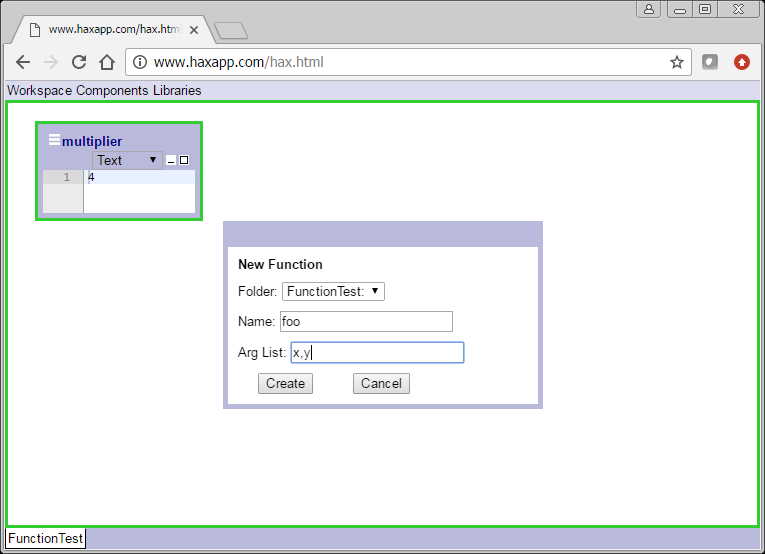 www.haxapp.com/hax.html
www.haxapp.com/hax.html
Workspace Components Libraries
multiplier
Text
1 4
New Function
Folder: FunctionTest:
Name: foo
Arg List: x,y
Create Cancel
FunctionTest